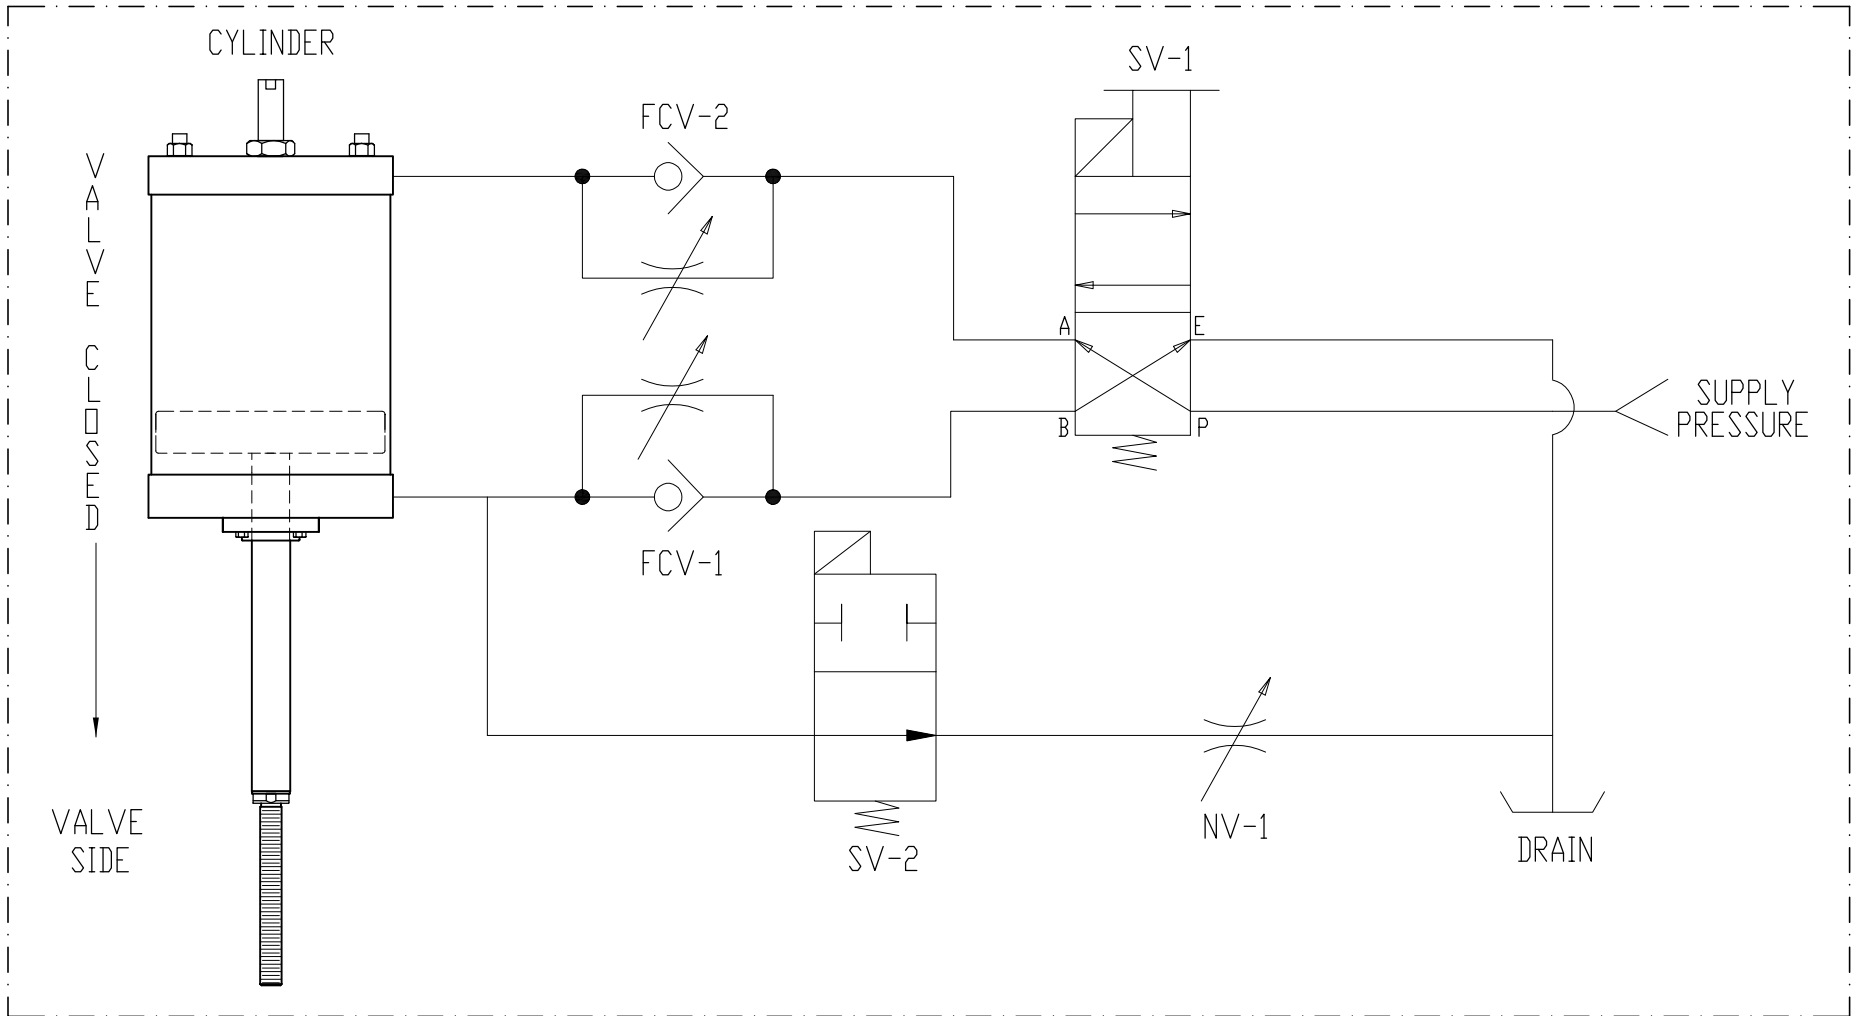 CYLINDER
SV-1
FCV-2
VALVE CLOSED
A
E
B
P
SUPPLY
PRESSURE
FCV-1
VALVE
SIDE
SV-2
NV-1
DRAIN